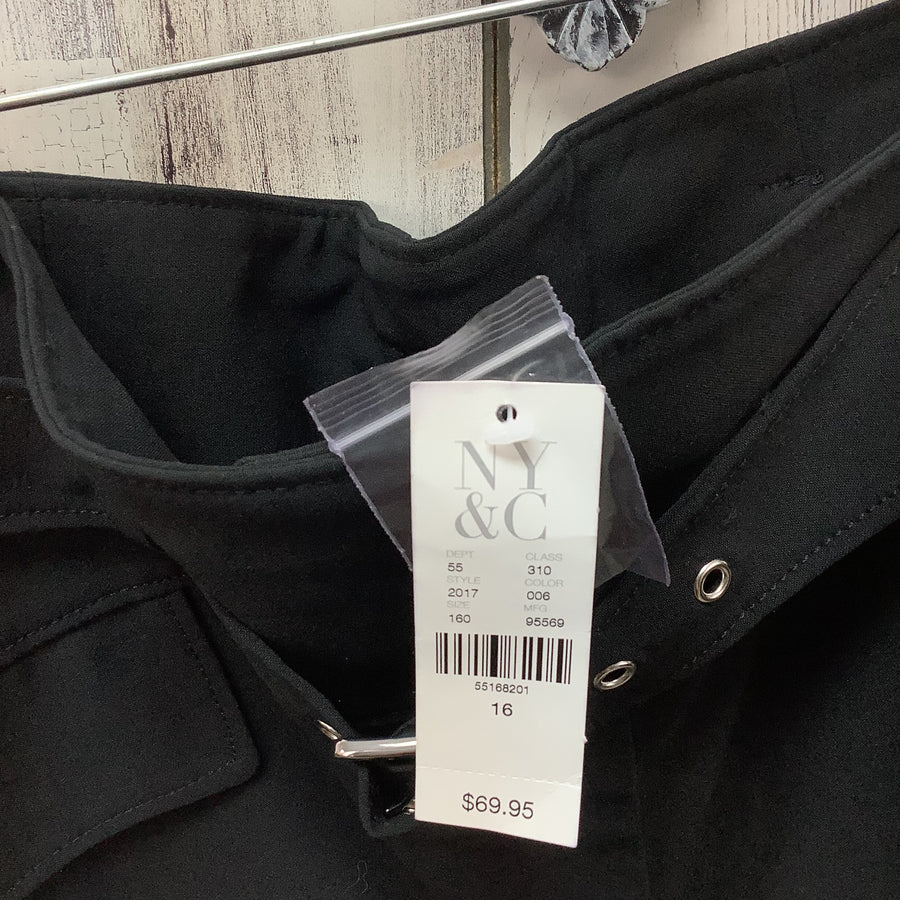 NY
&C
DEPT CLASS
55 310
STYLE COLOR
2017 006
SIZE MFG
160 95569
55168201
16
$69.95